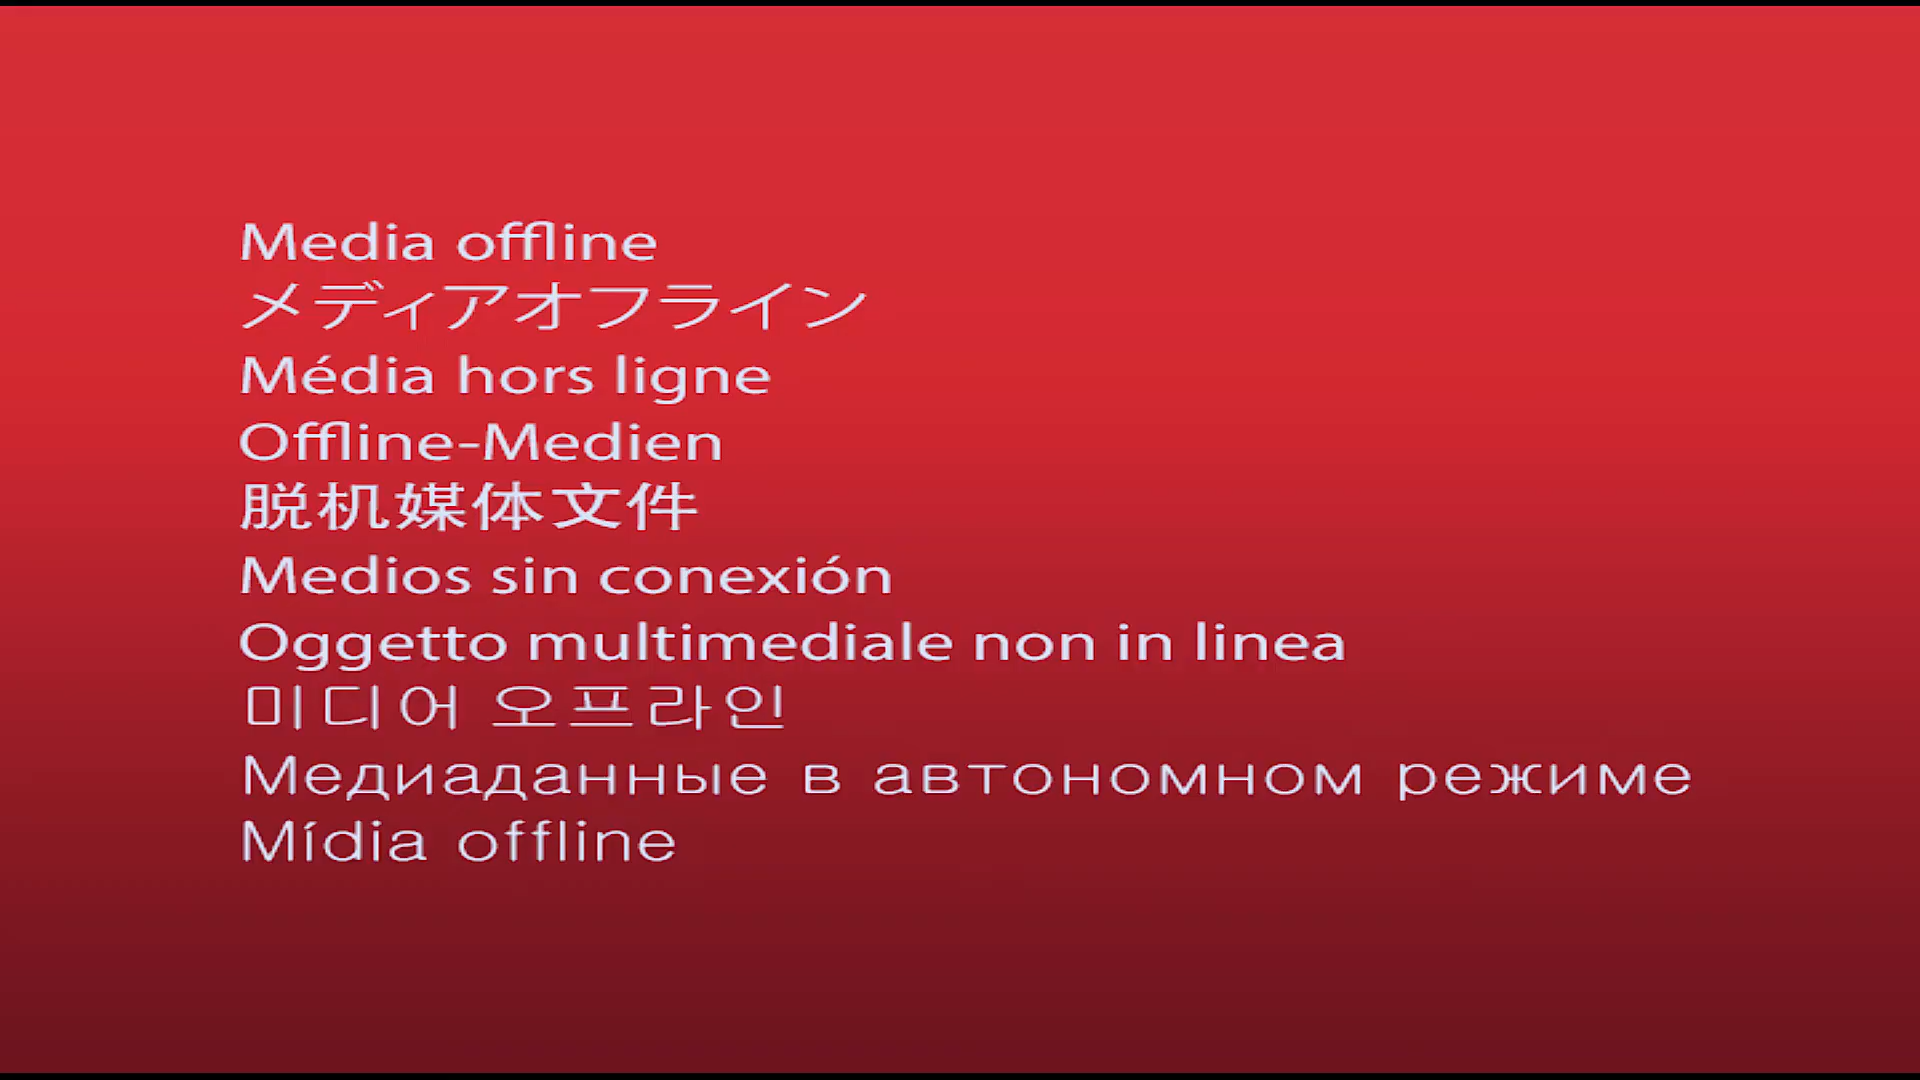 Media offline
メディアオフライン
Média hors ligne
Offline-Medien
脱机媒体文件
Medios sin conexión
Oggetto multimediale non in linea
미디어 오프라인
Медиаданные в автономном режиме
Mídia offline